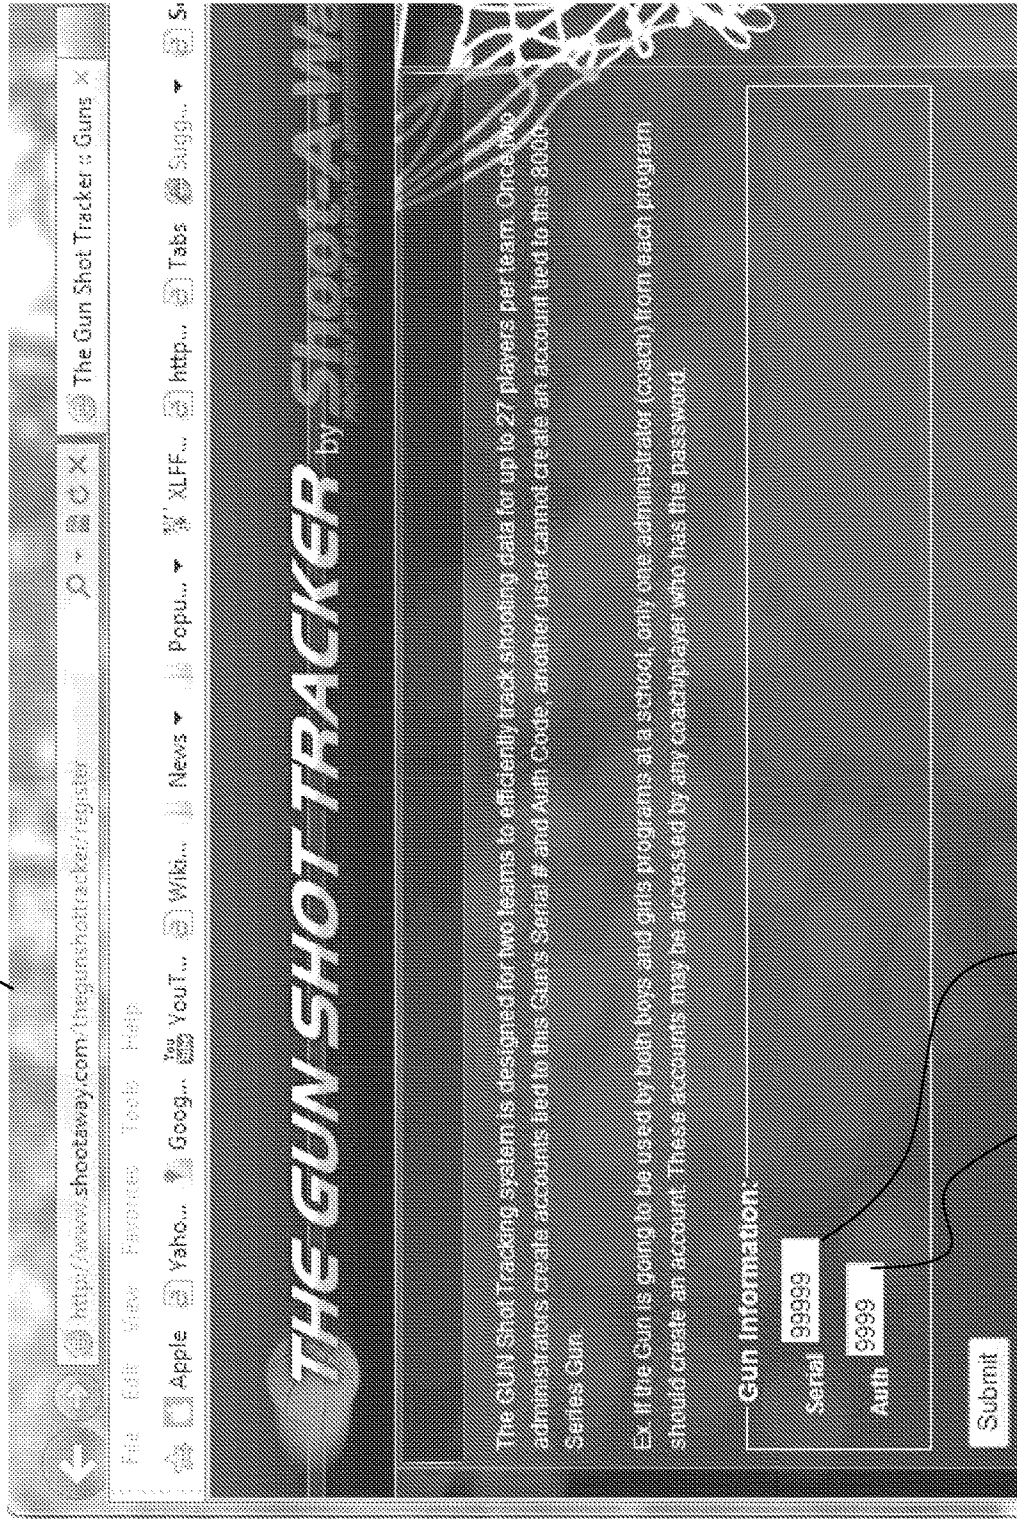 http://www.shootaway.com/thegunshottracker/register
The Gun Shot Tracker :: Guns
File Edit View Favorites Tools Help
Apple Yaho... Goog... You YouT... Wiki... News Popu... XLFF... http... Tabs Sugg...
THE GUN SHOT TRACKER by Shoot-A-Way
The GUN Shot Tracking system is designed for two teams to efficiently track shooting data for up to 27 players per team. Once two
administrators create accounts tied to this Gun's Serial # and Auth Code, another user cannot create an account tied to this 8000
Series Gun.
Ex. If the Gun is going to be used by both boys and girls programs at a school, only one administrator (coach) from each program
should create an account. These accounts may be accessed by any coach/player who has the password.
Gun Information:
Serial 99999
Auth 9999
Submit